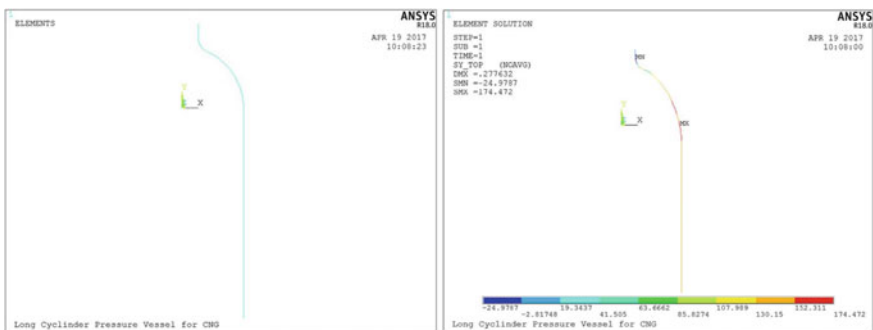 1
ELEMENTS
ANSYS
R18.0
APR 19 2017
10:08:23
Y
Z X
Long Cyclinder Pressure Vessel for CNG
1
ELEMENT SOLUTION
STEP=1
SUB =1
TIME=1
SY_TOP (NOAVG)
DMX =.277632
SMN =-24.9787
SMX =174.472
ANSYS
R18.0
APR 19 2017
10:08:00
MN
Y
Z X
MX
-24.9787 19.3437 63.6662 107.989 152.311
-2.81748 41.505 85.8274 130.15 174.472
Long Cyclinder Pressure Vessel for CNG